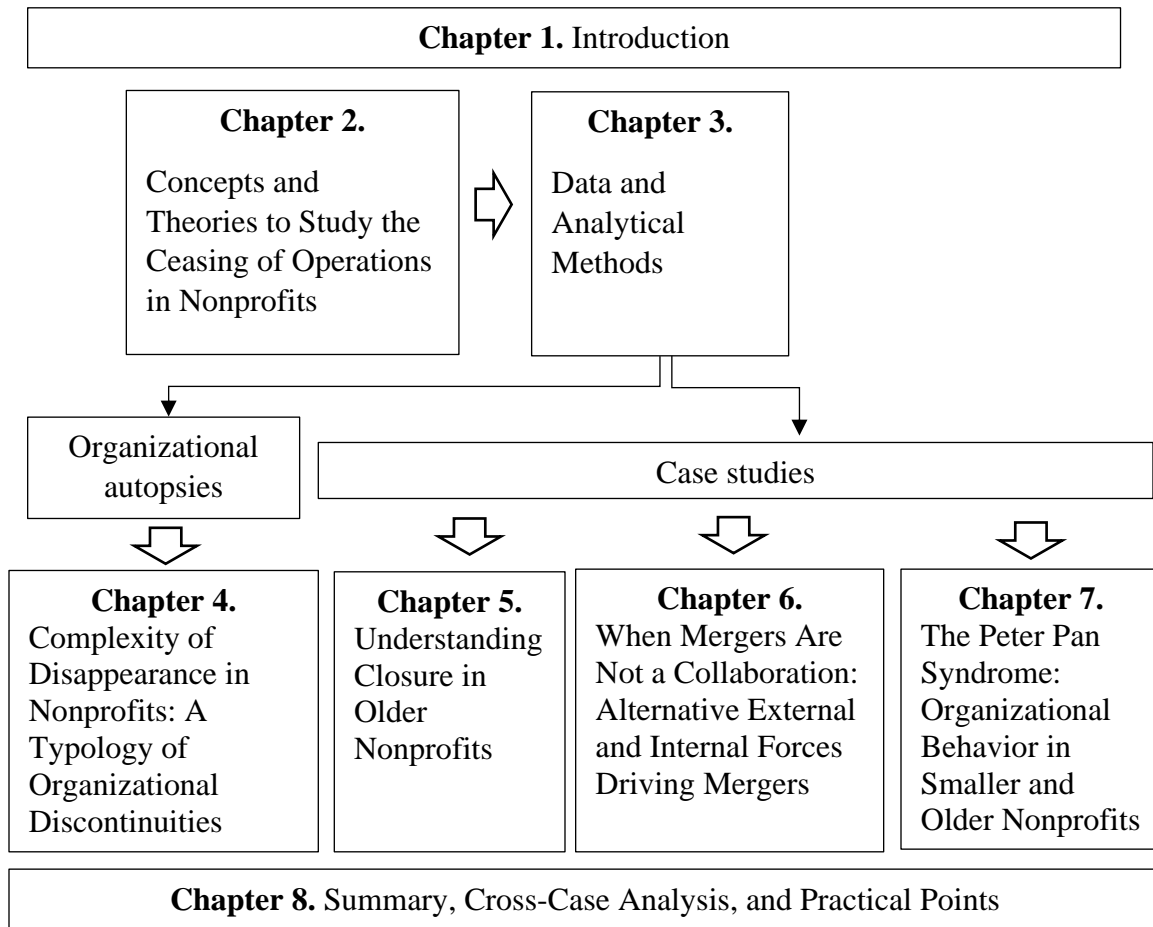 Chapter 1. Introduction
Chapter 2.
Concepts and
Theories to Study the
Ceasing of Operations
in Nonprofits
Chapter 3.
Data and
Analytical
Methods
Organizational
autopsies
Case studies
Chapter 4.
Complexity of
Disappearance in
Nonprofits: A
Typology of
Organizational
Discontinuities
Chapter 5.
Understanding
Closure in
Older
Nonprofits
Chapter 6.
When Mergers Are
Not a Collaboration:
Alternative External
and Internal Forces
Driving Mergers
Chapter 7.
The Peter Pan
Syndrome:
Organizational
Behavior in
Smaller and
Older Nonprofits
Chapter 8. Summary, Cross-Case Analysis, and Practical Points